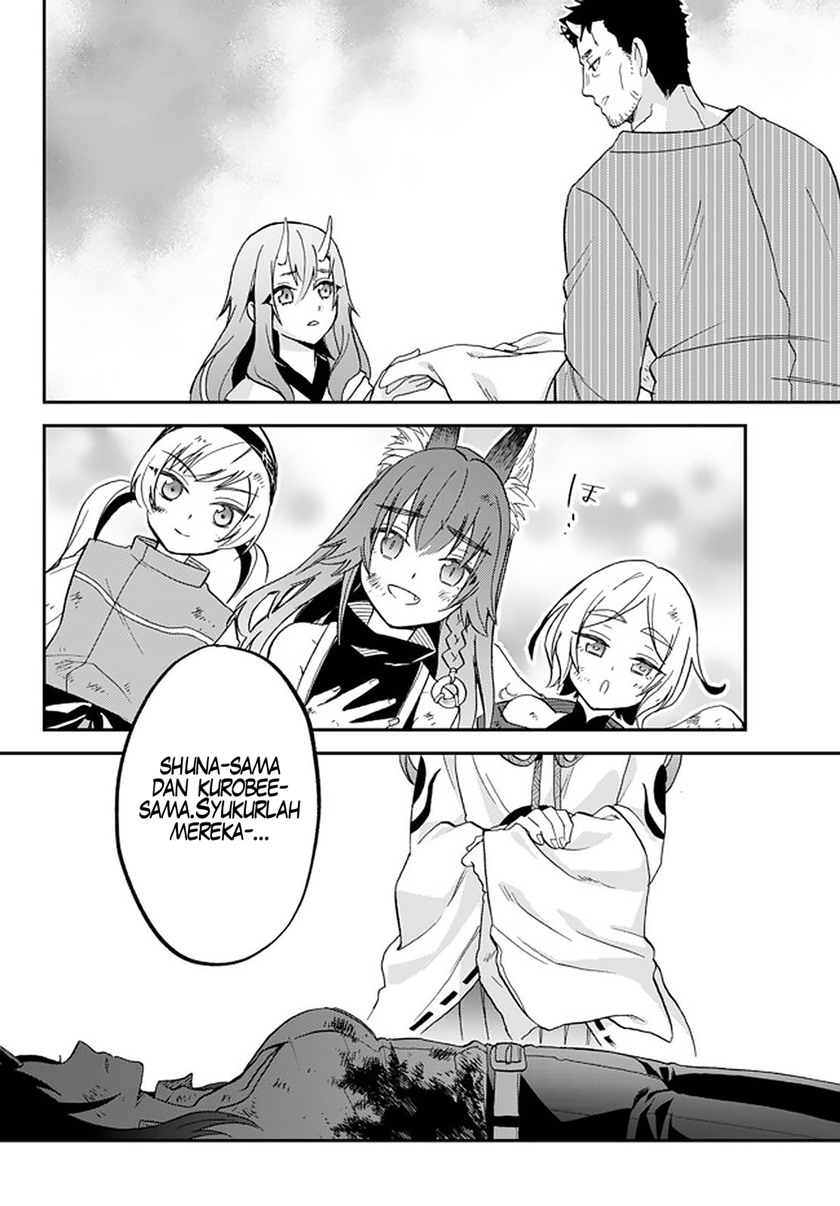 ほ…
SHUNA-SAMA
DAN KUROBEE-
SAMA.SYUKURLAH
MEREKA-...